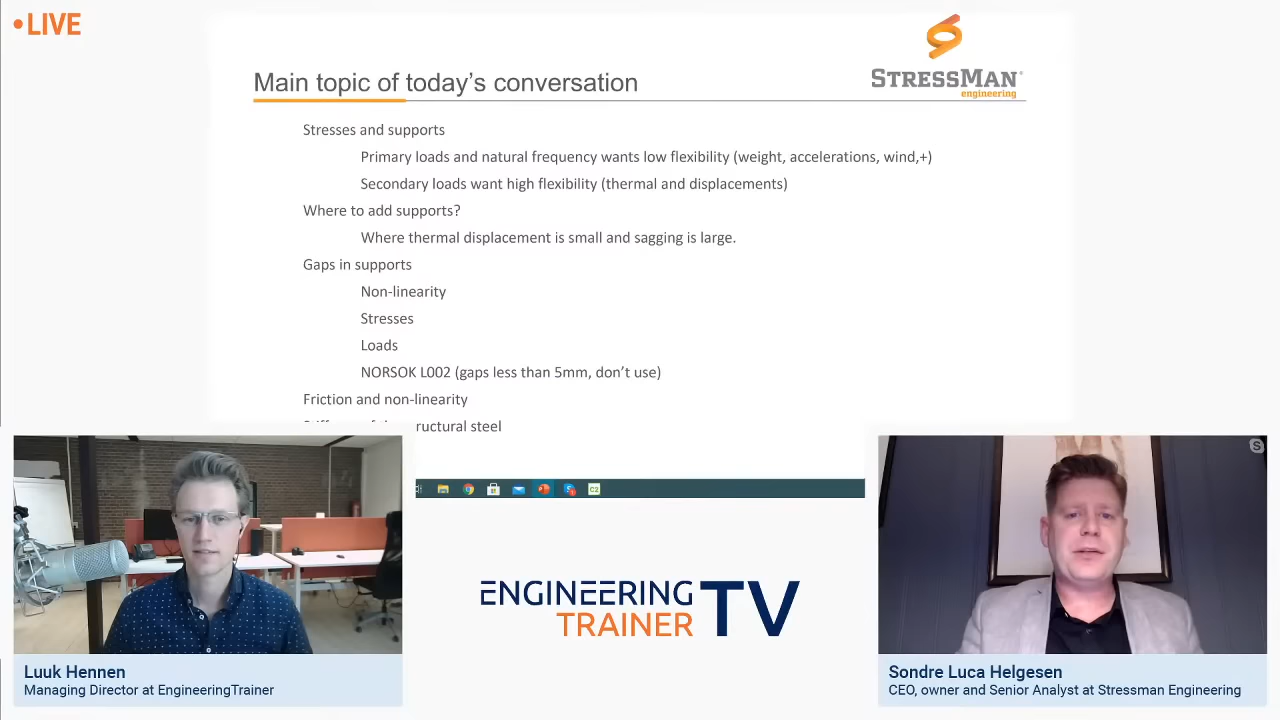 •LIVE
Main topic of today's conversation
STRESSMAN®
engineering
Stresses and supports
Primary loads and natural frequency wants low flexibility (weight, accelerations, wind,+)
Secondary loads want high flexibility (thermal and displacements)
Where to add supports?
Where thermal displacement is small and sagging is large.
Gaps in supports
Non-linearity
Stresses
Loads
NORSOK L002 (gaps less than 5mm, don't use)
Friction and non-linearity
steel
C2
ENGINEERING
TRAINER TV
Luuk Hennen
Managing Director at EngineeringTrainer
Sondre Luca Helgesen
CEO, owner and Senior Analyst at Stressman Engineering